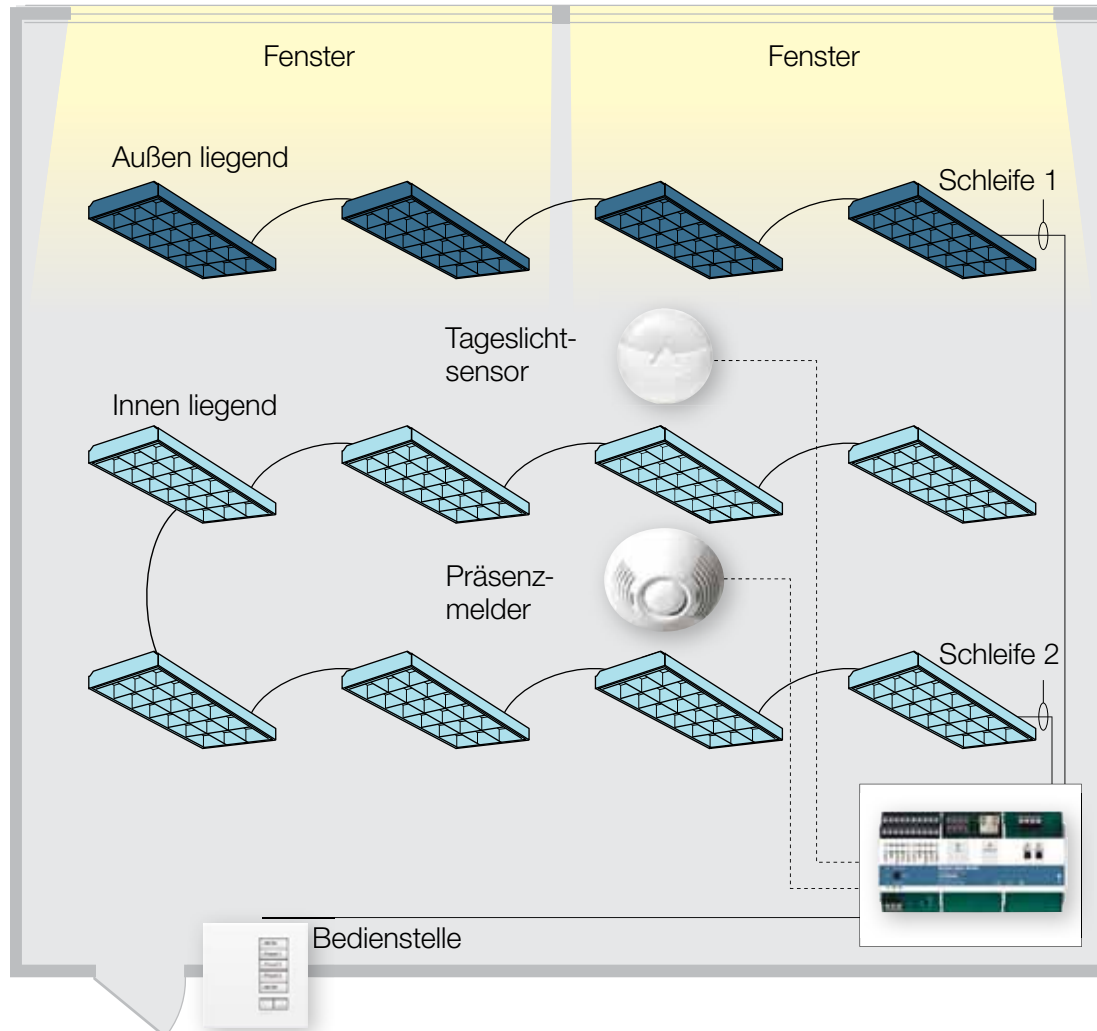 Fenster
Fenster
Außen liegend
Schleife 1
Tageslicht-
sensor
Innen liegend
Präsenz-
melder
Schleife 2
Bedienstelle